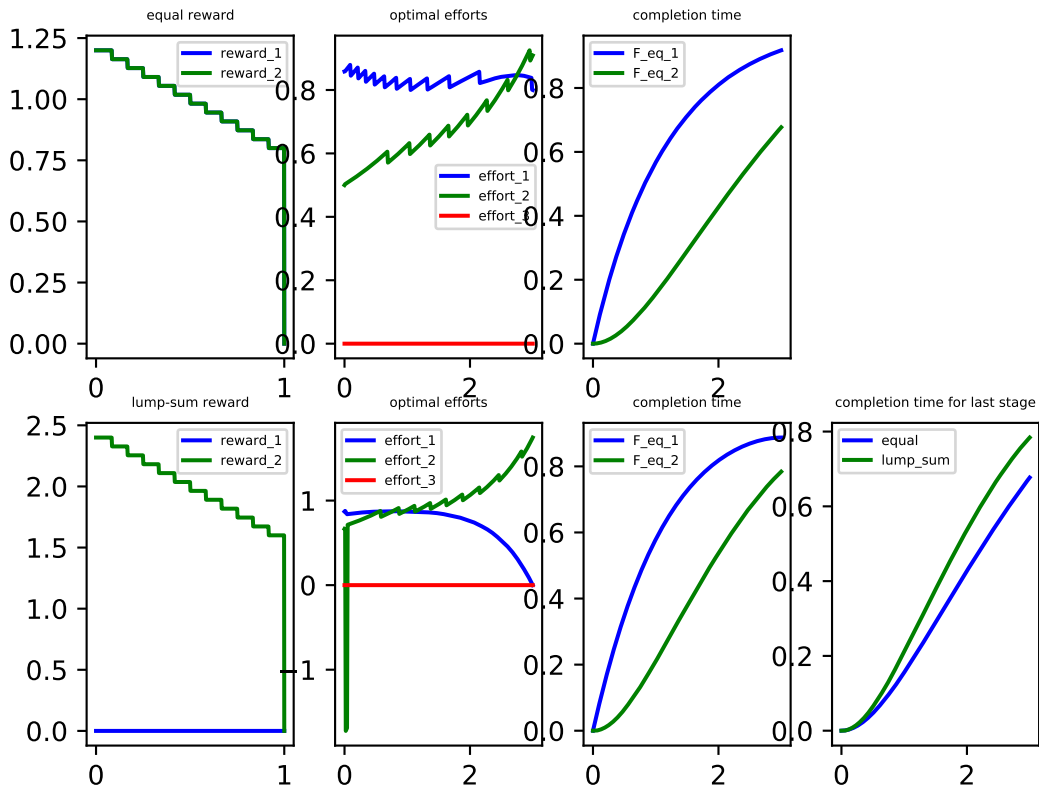 equal reward
optimal efforts
completion time
1.25
1.00
0.75
0.50
0.25
0.00
reward_1
reward_2
0
1
0.8
0.6
0.4
0.2
0.0
effort_1
effort_2
effort_3
2
0.8
0.6
0.4
0.2
0.0
F_eq_1
F_eq_2
0
2
lump-sum reward
optimal efforts
completion time
completion time for last stage
2.5
2.0
1.5
1.0
0.5
0.0
reward_1
reward_2
0
1
1
0
−1
effort_1
effort_2
effort_3
0
2
0.8
0.6
0.4
0.2
0.0
F_eq_1
F_eq_2
0
2
0.8
0.6
0.4
0.2
0.0
equal
lump_sum
0
2